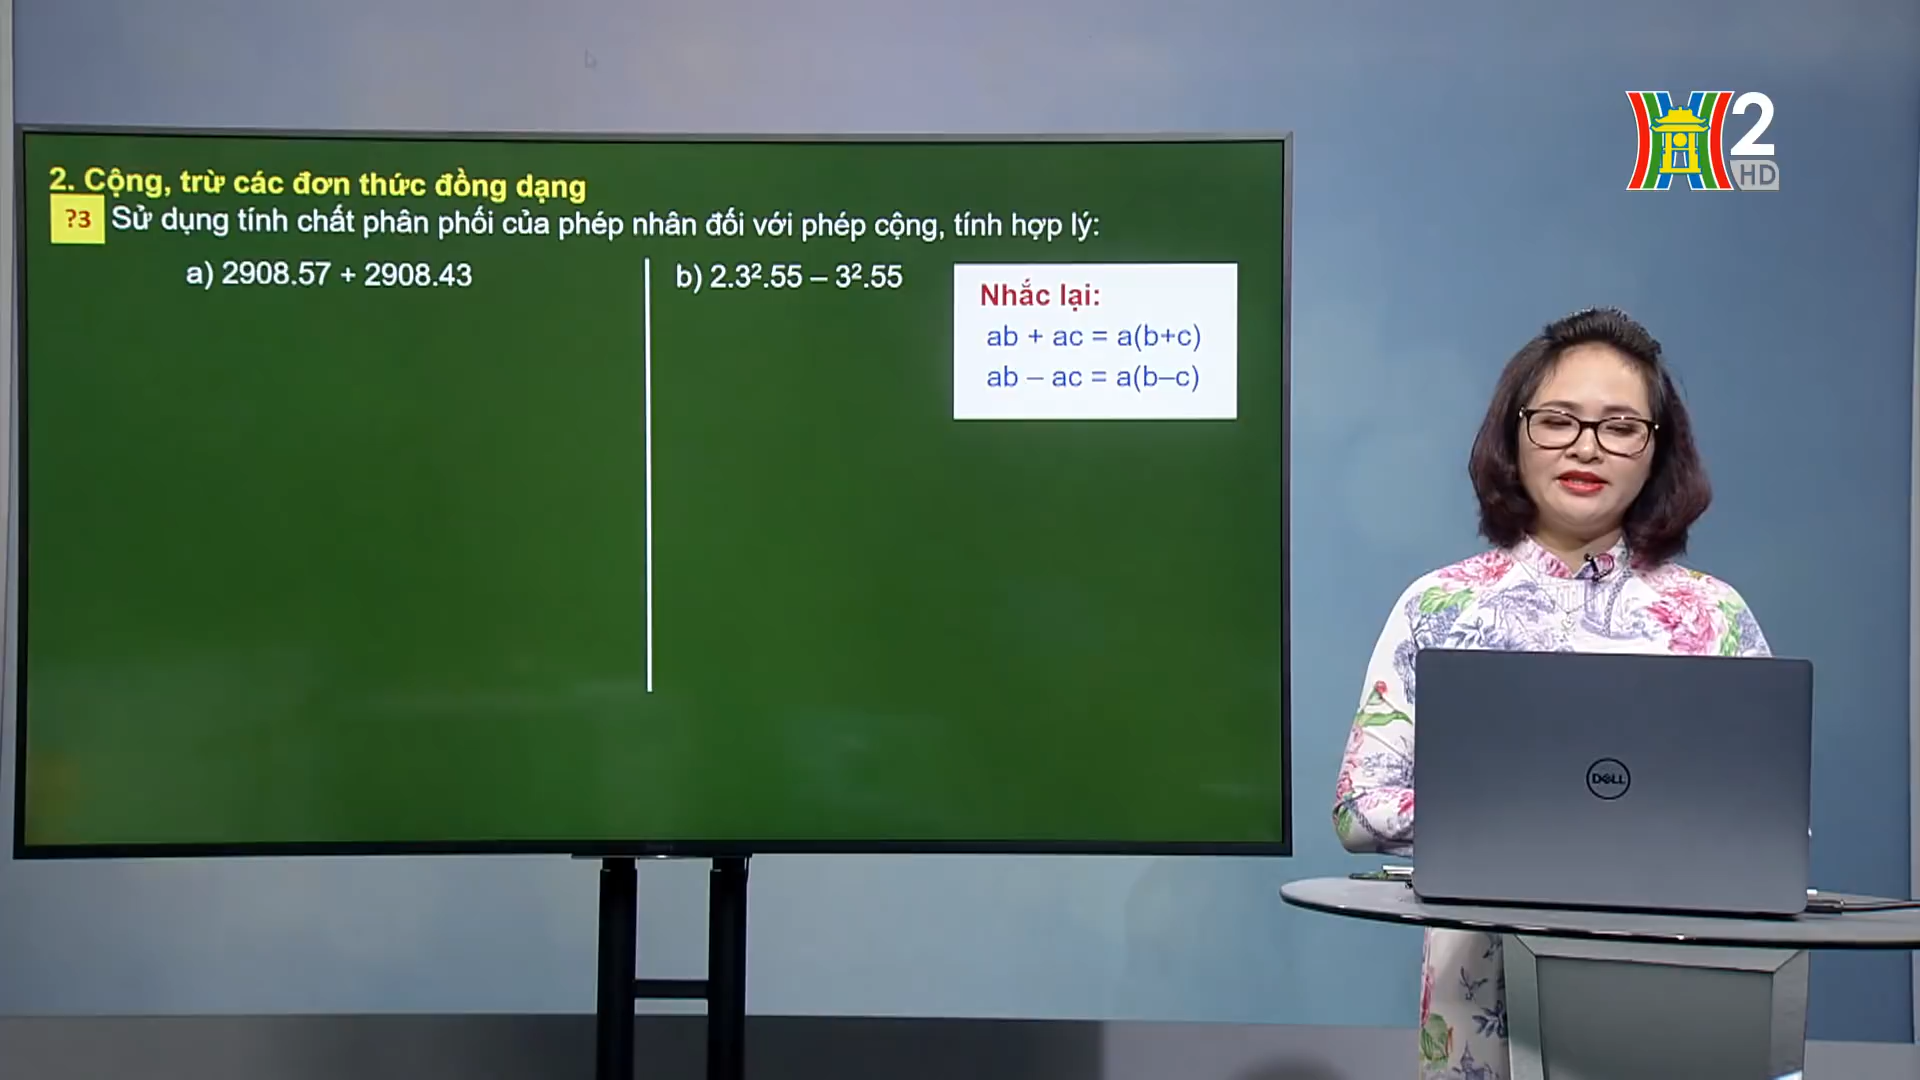 2
HD
2. Cộng, trừ các đơn thức đồng dạng
?3 Sử dụng tính chất phân phối của phép nhân đối với phép cộng, tính hợp lý:
a) 2908.57 + 2908.43
b) 2.3².55 – 3².55
Nhắc lại:
ab + ac = a(b+c)
ab – ac = a(b–c)
DELL